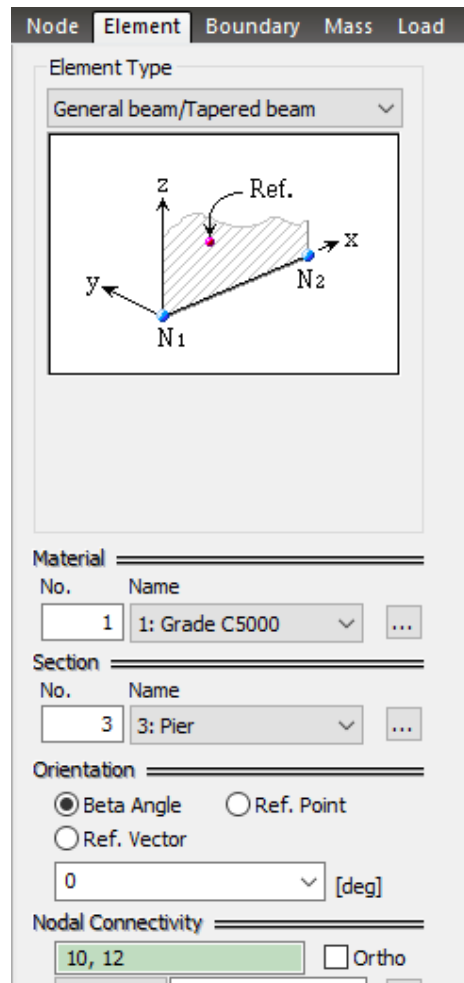 Node Element Boundary Mass Load
Element Type
General beam/Tapered beam
z
Ref.
x
y
N2
N1
Material
No. Name
1 1: Grade C5000 ...
Section
No. Name
3 3: Pier ...
Orientation
Beta Angle Ref. Point
Ref. Vector
0 [deg]
Nodal Connectivity
10, 12 Ortho